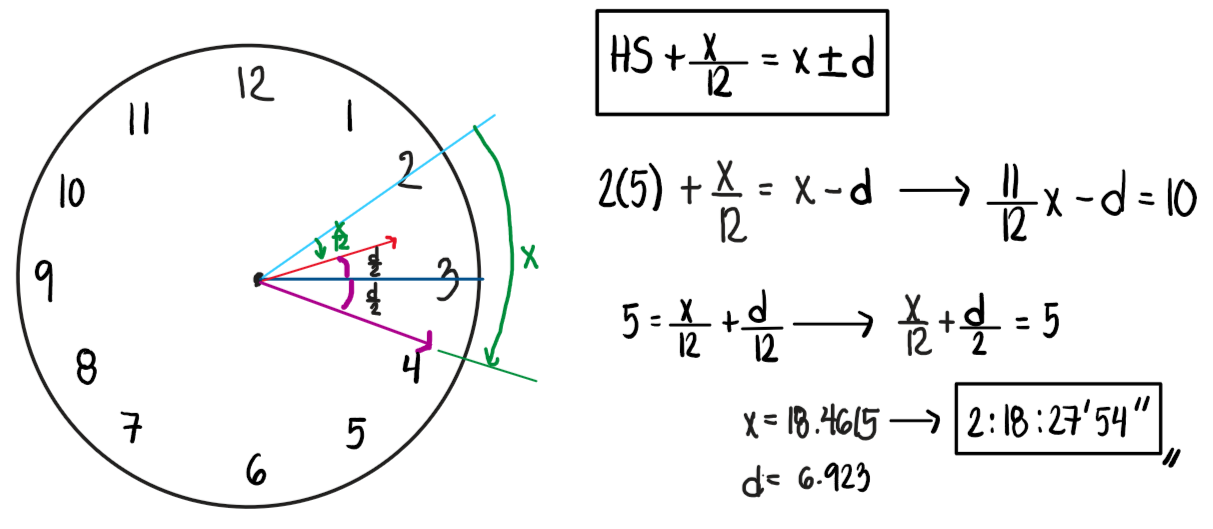 12
11
1
10
2
x/12
9
d/2
3
x
d/2
8
4
7
5
6
HS + x/12 = x ± d
2(5) + x/12 = x - d → 11/12 x - d = 10
5 = x/12 + d/12 → x/12 + d/2 = 5
x = 18.4615 → 2:18:27'54" //
d = 6.923